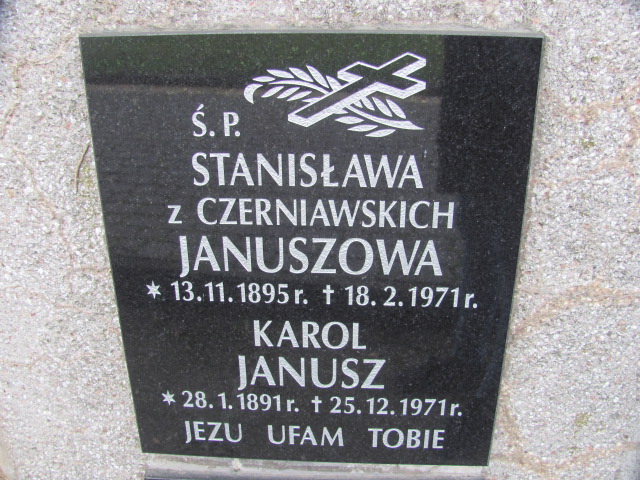 Ś. P.
STANISŁAWA
z CZERNIAWSKICH
JANUSZOWA
* 13.11.1895 r. † 18.2.1971 r.
KAROL
JANUSZ
* 28.1.1891 r. † 25.12.1971 r.
JEZU UFAM TOBIE